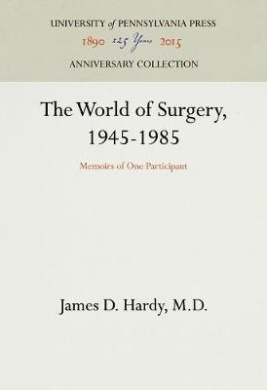 UNIVERSITY of PENNSYLVANIA PRESS
1890 125 Years 2015
ANNIVERSARY COLLECTION
The World of Surgery,
1945-1985
Memoirs of One Participant
James D. Hardy, M.D.